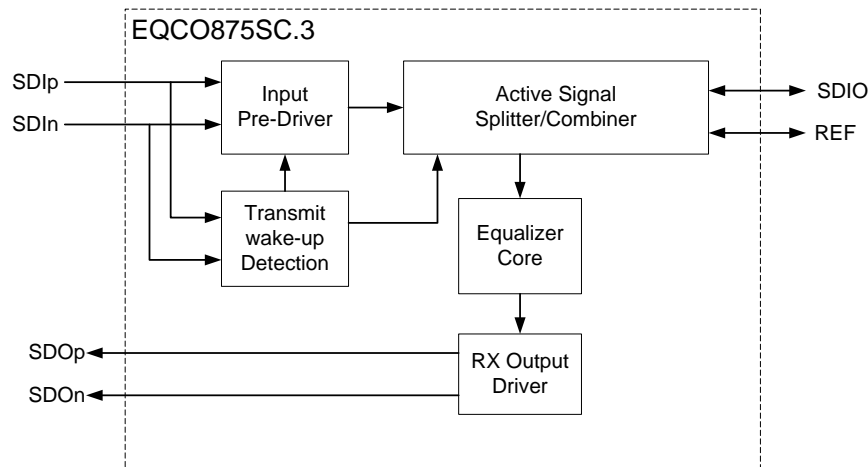 EQCO875SC.3
SDIp
SDIn
Input
Pre-Driver
Active Signal
Splitter/Combiner
SDIO
REF
Transmit
wake-up
Detection
Equalizer
Core
SDOp
SDOn
RX Output
Driver